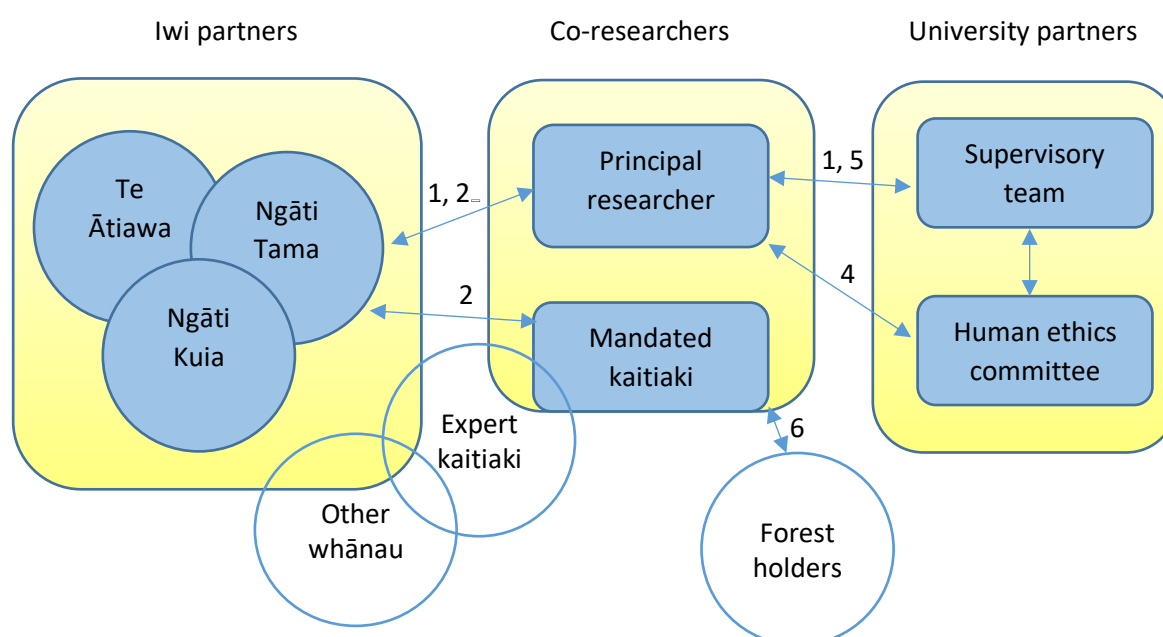 Iwi partners
Co-researchers
University partners
Te
Ātiawa
Ngāti
Tama
Ngāti
Kuia
1, 2
2
Principal
researcher
Mandated
kaitiaki
1, 5
4
Supervisory
team
Human ethics
committee
Expert
kaitiaki
Other
whānau
6
Forest
holders